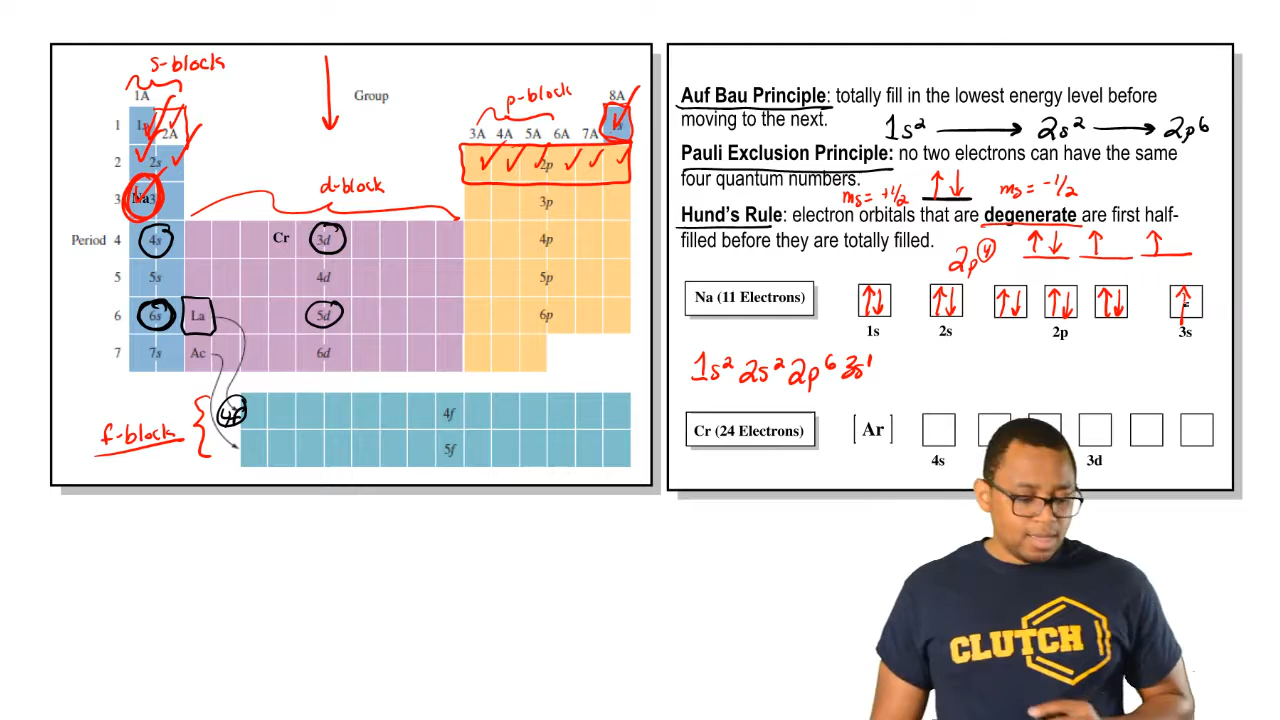 s-block
1A
Group
8A
p-block
1
2A
3A 4A 5A 6A 7A
2 2s 2p
d-block
3 Na 3p
Period 4 4s Cr 3d 4p
5 5s 4d 5p
6 6s La 5d 6p
7 7s Ac 6d
4f 4f
f-block
5f
Auf Bau Principle: totally fill in the lowest energy level before
moving to the next. 1s² → 2s² → 2p⁶
Pauli Exclusion Principle: no two electrons can have the same
four quantum numbers. ms = +1/2 ↑↓ ms = -1/2
Hund's Rule: electron orbitals that are degenerate are first half-
filled before they are totally filled. 2p④ ↑↓ ↑ ↑
Na (11 Electrons) ↑↓ ↑↓ ↑↓ ↑↓ ↑↓ ↑
1s 2s 2p 3s
1s² 2s² 2p⁶ 3s¹
Cr (24 Electrons) [Ar]
4s 3d
CLUTCH